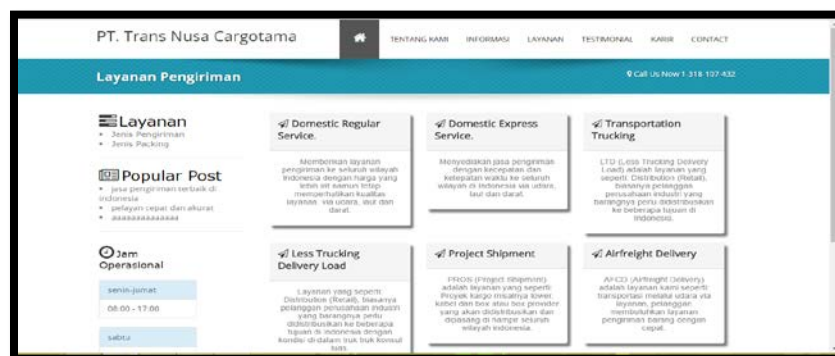 PT. Trans Nusa Cargotama
TENTANG KAMI INFORMASI LAYANAN TESTIMONIAL KARIR CONTACT
Layanan Pengiriman
Call Us Now 1-318-107-432
Layanan
Jenis Pengiriman
Jenis Packing
Popular Post
jasa pengiriman terbaik di
indonesia
pelayan cepat dan akurat
aaaaaaaaaaaaa
Jam
Operasional
senin-jumat
08:00 - 17:00
sabtu
Domestic Regular
Service.
Memberikan layanan
pengiriman ke seluruh wilayah
Indonesia dengan harga yang
lebih irit namun tetap
memperhatikan kualitas
layanan. via udara, laut dan
darat.
Domestic Express
Service.
Menyediakan jasa pengiriman
dengan kecepatan dan
ketepatan waktu ke seluruh
wilayah di Indonesia via udara,
laut dan darat.
Transportation
Trucking
LTD (Less Trucking Delivery
Load) adalah layanan yang
seperti Distribution (Retail),
biasanya pelanggan
perusahaan industri yang
barangnya perlu didistribusikan
ke beberapa tujuan di
Indonesia.
Less Trucking
Delivery Load
Layanan yang seperti
Distribution (Retail), biasanya
pelanggan perusahaan industri
yang barangnya perlu
didistribusikan ke beberapa
tujuan di indonesia dengan
kondisi di-dalam truk truk
luas.
Project Shipment
(Project Shipment)
adalah layanan yang seperti
Proyek kargo misalnya tower,
kabel dan box atau box provider
yang akan didistribusikan dan
dipasang di hampir seluruh
wilayah indonesia.
Airfreight Delivery
(Airfreight Delivery)
adalah layanan kami seperti
transportasi melalui udara via
layanan, pelanggan
membutuhkan layanan
pengiriman barang dengan
cepat.